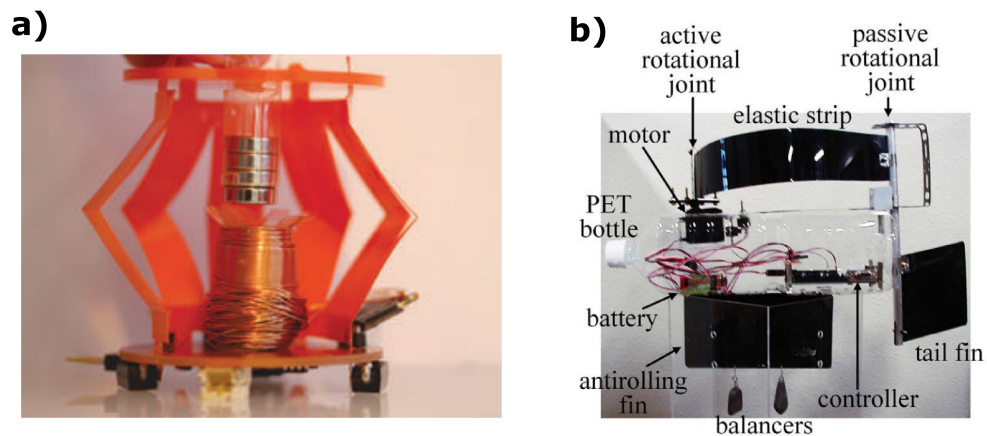 a)
b)
active
rotational
joint
passive
rotational
joint
elastic strip
motor
PET
bottle
battery
antirolling
fin
tail fin
controller
balancers